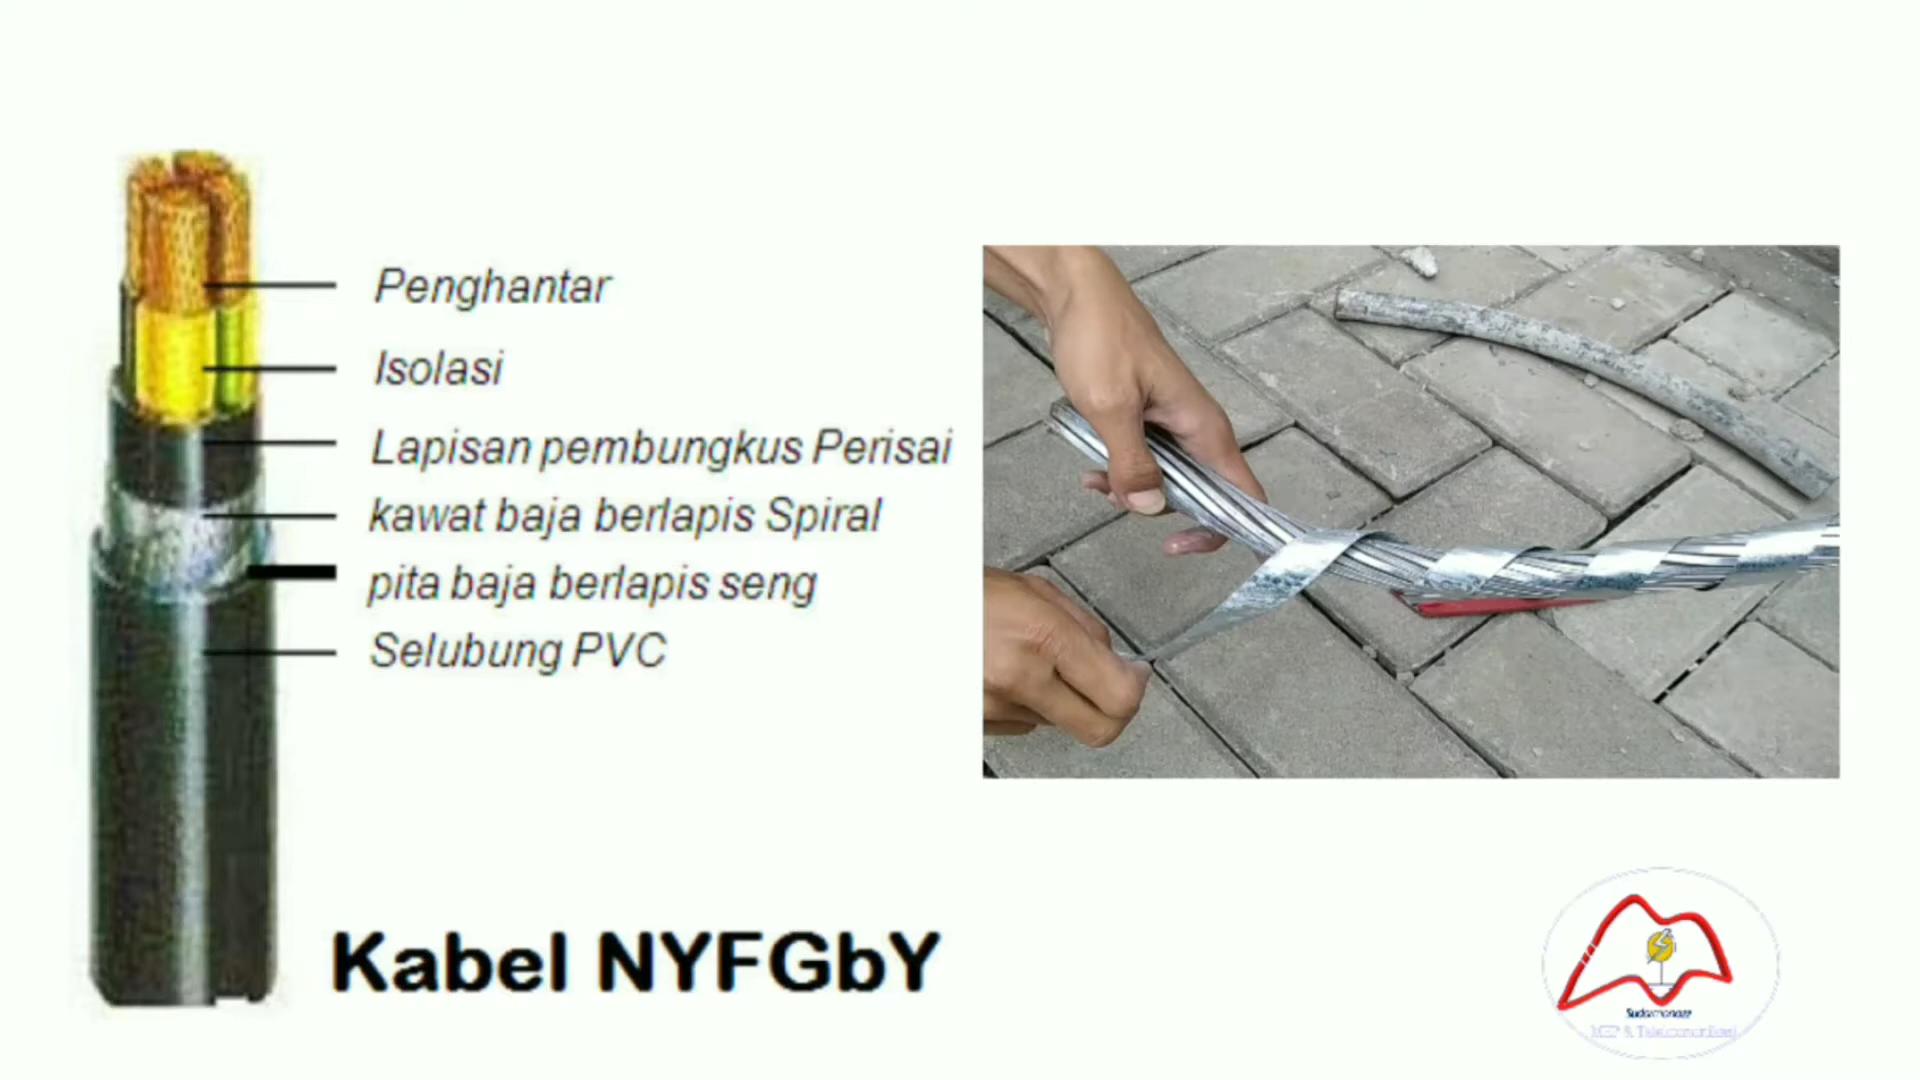 Penghantar
Isolasi
Lapisan pembungkus Perisai
kawat baja berlapis Spiral
pita baja berlapis seng
Selubung PVC
Kabel NYFGbY